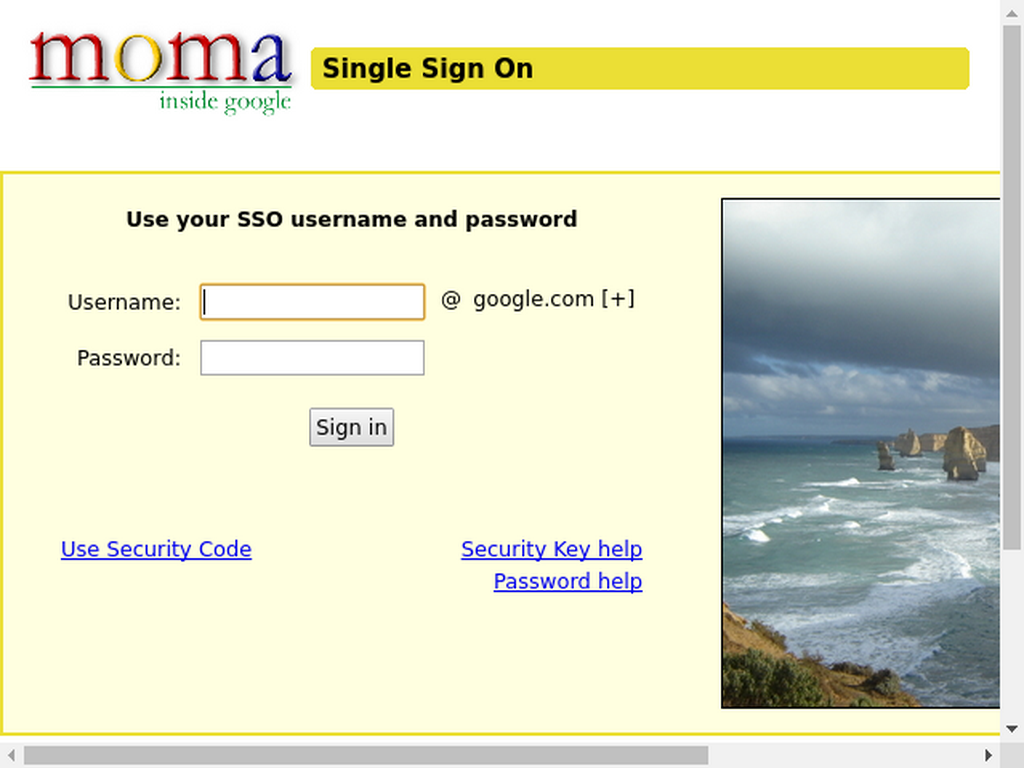 moma
inside google
Single Sign On
Use your SSO username and password
Username: @ google.com [+]
Password:
Sign in
Use Security Code
Security Key help
Password help